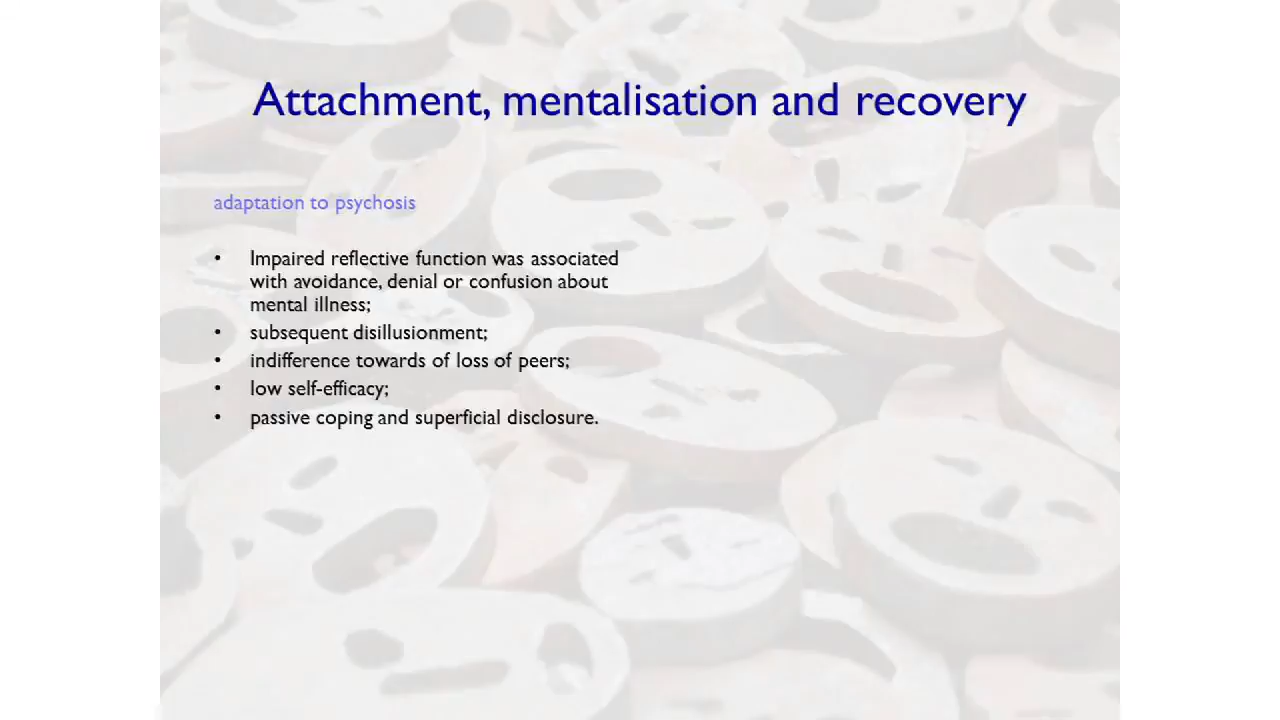 Attachment, mentalisation and recovery
adaptation to psychosis
• Impaired reflective function was associated
with avoidance, denial or confusion about
mental illness;
• subsequent disillusionment;
• indifference towards of loss of peers;
• low self-efficacy;
• passive coping and superficial disclosure.